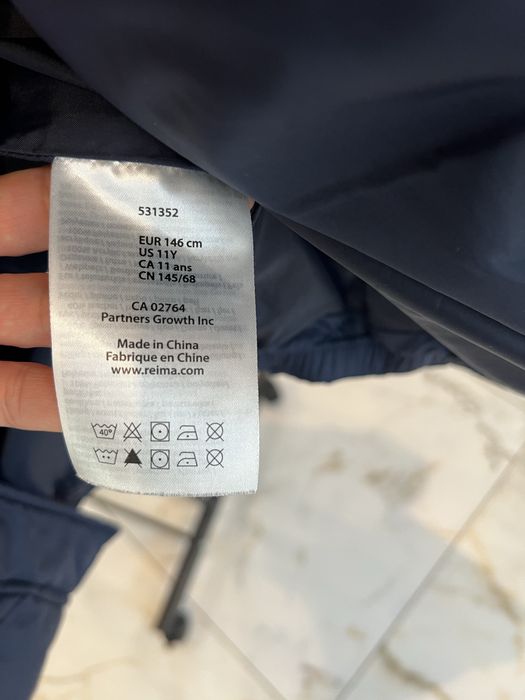 531352
EUR 146 cm
US 11Y
CA 11 ans
CN 145/68
CA 02764
Partners Growth Inc
Made in China
Fabrique en Chine
www.reima.com
40°